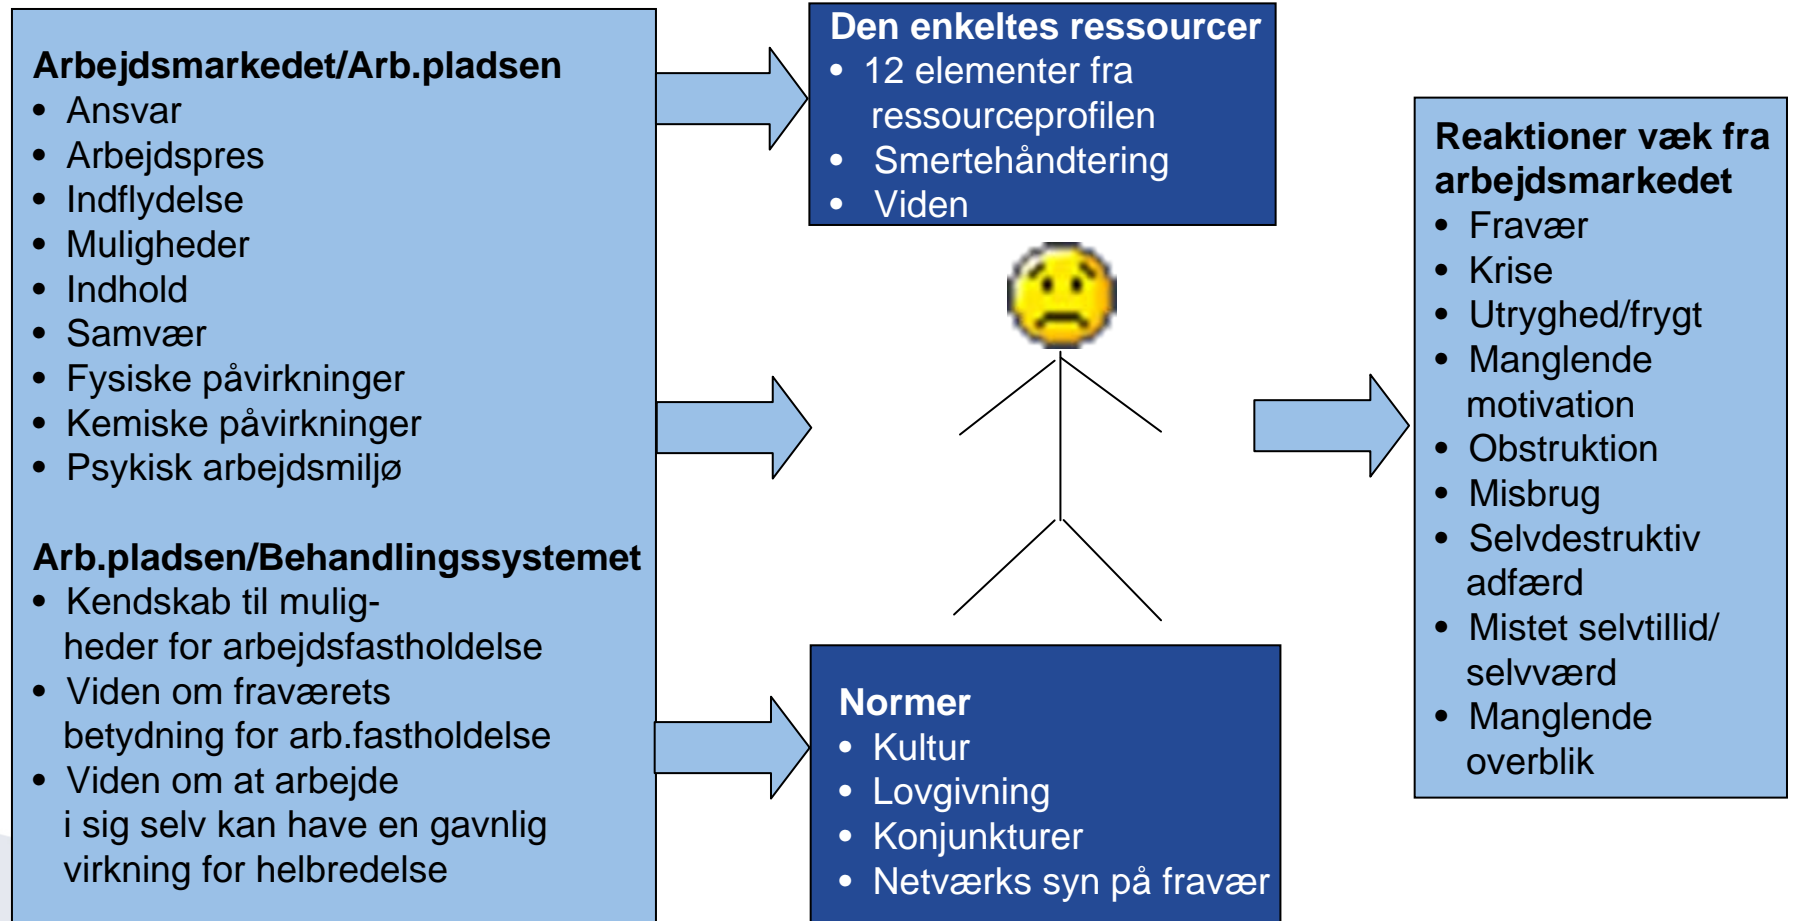 Arbejdsmarkedet/Arb.pladsen
• Ansvar
• Arbejdspres
• Indflydelse
• Muligheder
• Indhold
• Samvær
• Fysiske påvirkninger
• Kemiske påvirkninger
• Psykisk arbejdsmiljø
Arb.pladsen/Behandlingssystemet
• Kendskab til mulig-
heder for arbejdsfastholdelse
• Viden om fraværets
betydning for arb.fastholdelse
• Viden om at arbejde
i sig selv kan have en gavnlig
virkning for helbredelse
Den enkeltes ressourcer
• 12 elementer fra
ressourceprofilen
• Smertehåndtering
• Viden
Normer
• Kultur
• Lovgivning
• Konjunkturer
• Netværks syn på fravær
Reaktioner væk fra
arbejdsmarkedet
• Fravær
• Krise
• Utryghed/frygt
• Manglende
motivation
• Obstruktion
• Misbrug
• Selvdestruktiv
adfærd
• Mistet selvtillid/
selvværd
• Manglende
overblik